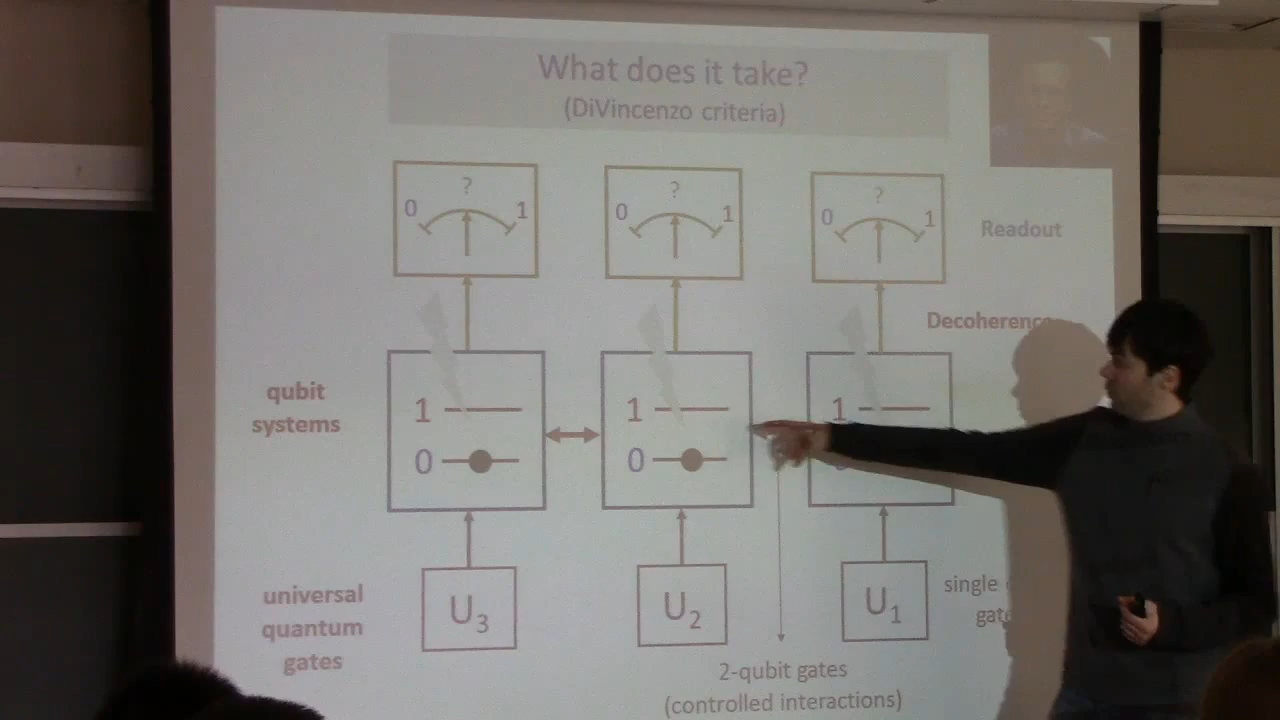 What does it take?
(DiVincenzo criteria)
?
0
1
?
0
1
?
0
1
Readout
Decoherence
qubit
systems
1
0
1
0
1
universal
quantum
gates
U3
U2
U1
single
2-qubit gates
(controlled interactions)